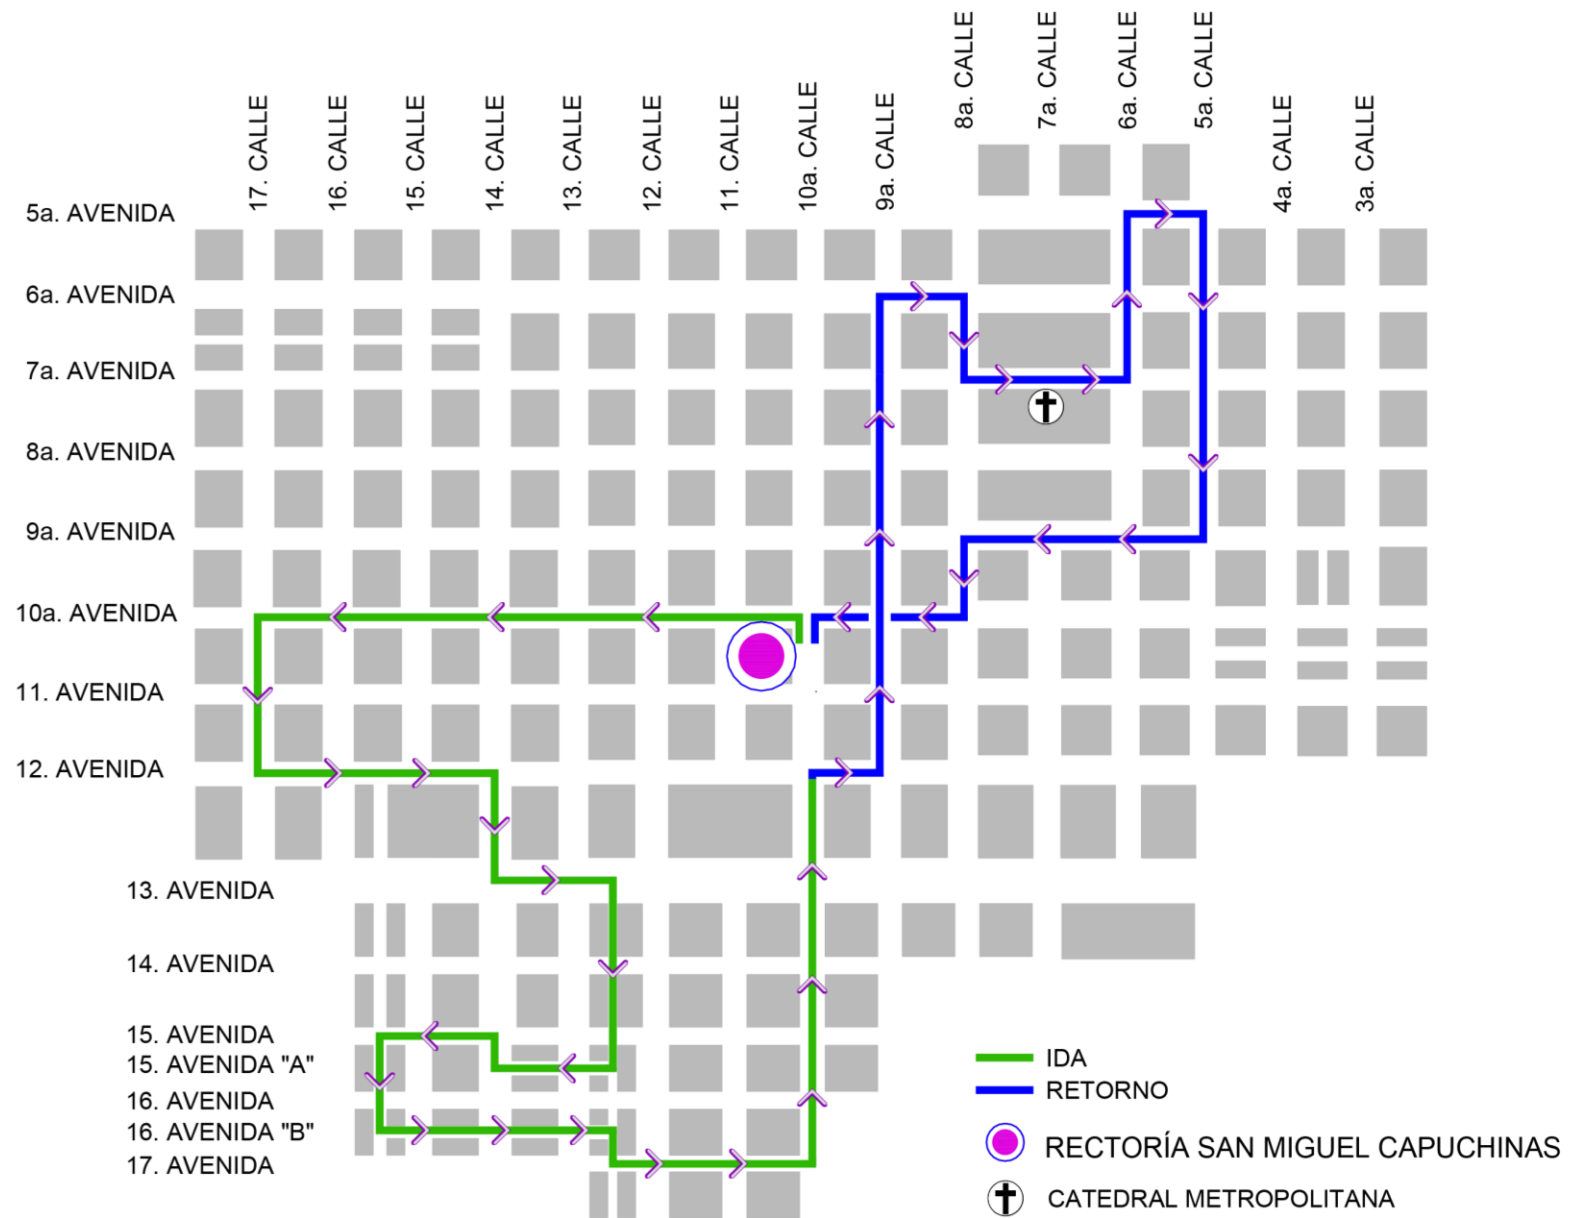 17. CALLE
16. CALLE
15. CALLE
14. CALLE
13. CALLE
12. CALLE
11. CALLE
10a. CALLE
9a. CALLE
8a. CALLE
7a. CALLE
6a. CALLE
5a. CALLE
4a. CALLE
3a. CALLE
5a. AVENIDA
6a. AVENIDA
7a. AVENIDA
8a. AVENIDA
9a. AVENIDA
10a. AVENIDA
11. AVENIDA
12. AVENIDA
13. AVENIDA
14. AVENIDA
15. AVENIDA
15. AVENIDA "A"
16. AVENIDA
16. AVENIDA "B"
17. AVENIDA
IDA
RETORNO
RECTORÍA SAN MIGUEL CAPUCHINAS
CATEDRAL METROPOLITANA